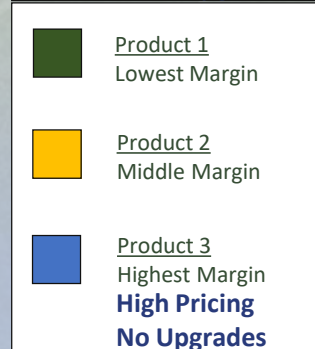 Product 1
Lowest Margin
Product 2
Middle Margin
Product 3
Highest Margin
High Pricing
No Upgrades